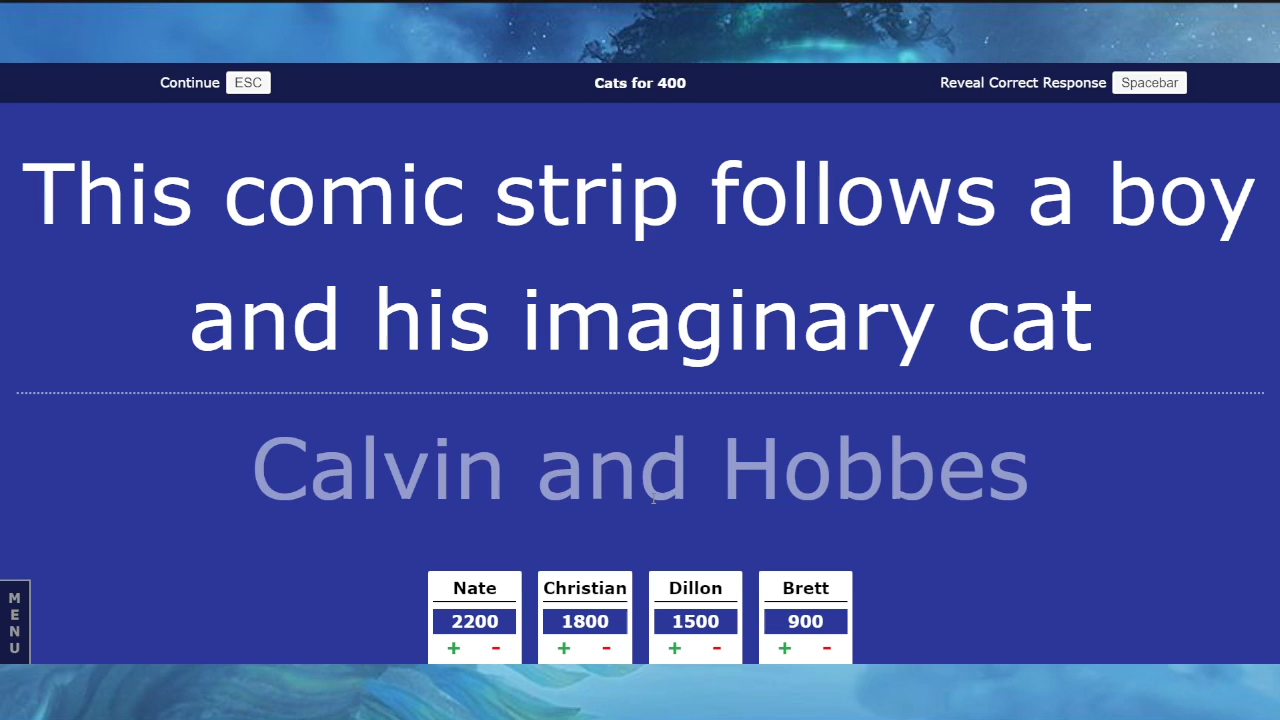 Continue ESC Cats for 400 Reveal Correct Response Spacebar
This comic strip follows a boy
and his imaginary cat
Calvin and Hobbes
MENU
Nate Christian Dillon Brett
2200 1800 1500 900
+ - + - + - + -